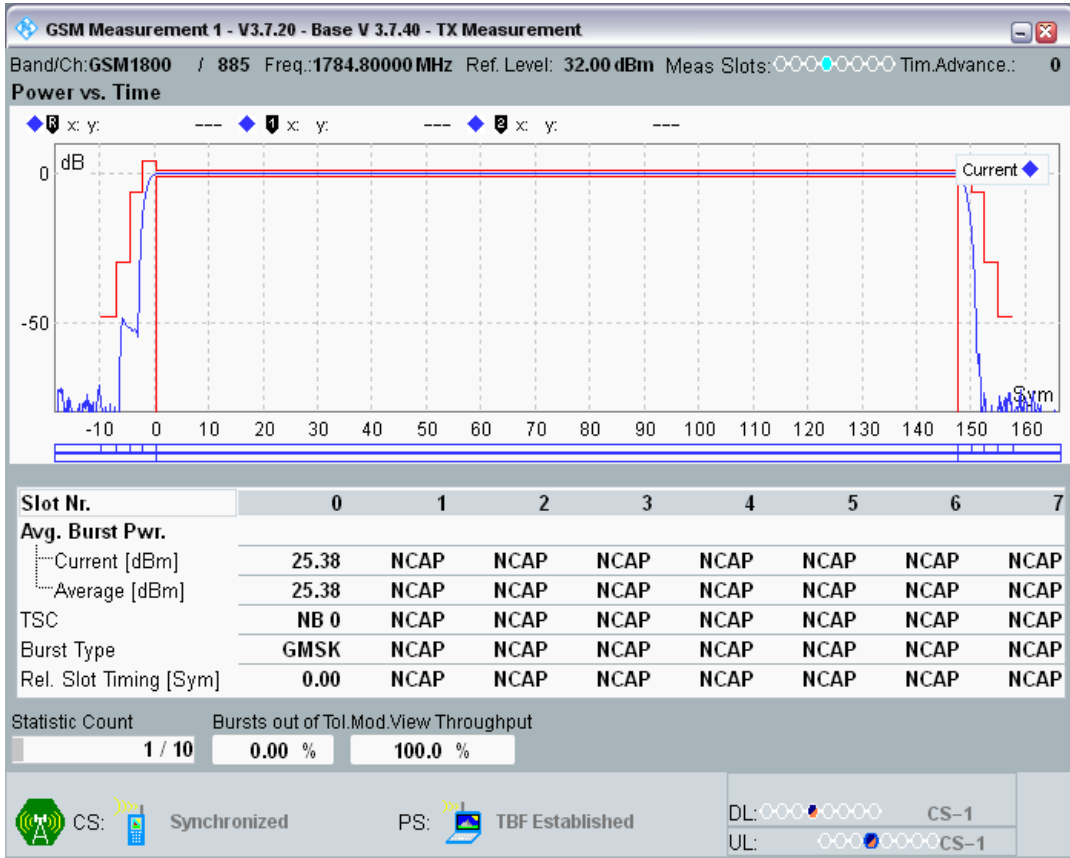 GSM Measurement 1 - V3.7.20 - Base V 3.7.40 - TX Measurement
Band/Ch:GSM1800 / 885 Freq.:1784.80000 MHz Ref. Level: 32.00 dBm Meas Slots: Tim.Advance.: 0
Power vs. Time
R x: y: --- 1 x: y: --- 2 x: y: ---
dB
Current
0
-50
Sym
-10 0 10 20 30 40 50 60 70 80 90 100 110 120 130 140 150 160
Slot Nr. 0 1 2 3 4 5 6 7
Avg. Burst Pwr.
Current [dBm] 25.38 NCAP NCAP NCAP NCAP NCAP NCAP NCAP
Average [dBm] 25.38 NCAP NCAP NCAP NCAP NCAP NCAP NCAP
TSC NB 0 NCAP NCAP NCAP NCAP NCAP NCAP NCAP
Burst Type GMSK NCAP NCAP NCAP NCAP NCAP NCAP NCAP
Rel. Slot Timing [Sym] 0.00 NCAP NCAP NCAP NCAP NCAP NCAP NCAP
Statistic Count Bursts out of Tol. Mod.View Throughput
1 / 10 0.00 % 100.0 %
CS: Synchronized PS: TBF Established DL: CS-1
UL: CS-1